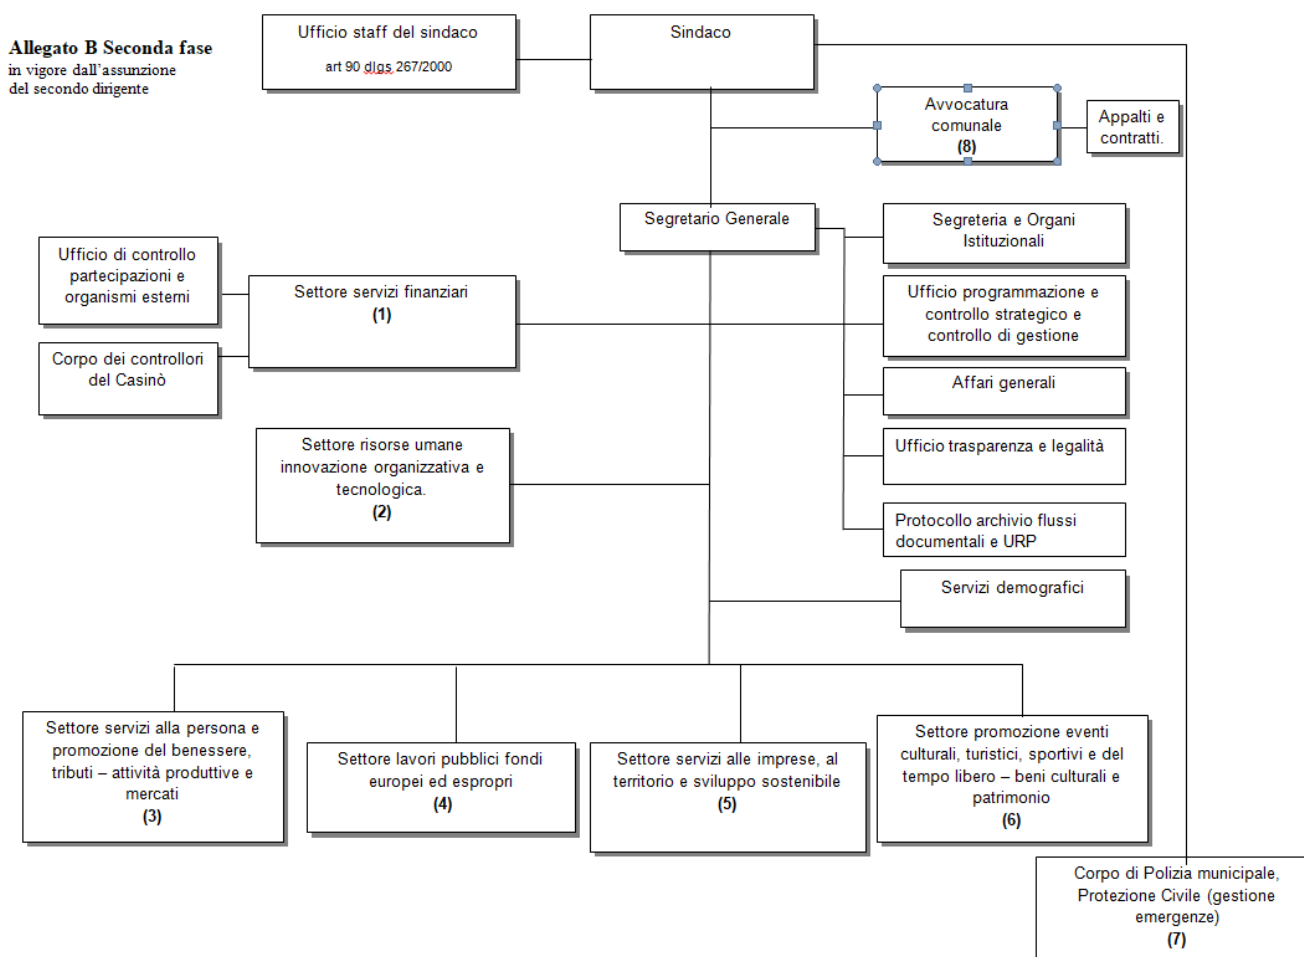 Allegato B Seconda fase
in vigore dall'assunzione
del secondo dirigente
Ufficio staff del sindaco
art 90 dlgs 267/2000
Sindaco
Avvocatura
comunale
(8)
Appalti e
contratti.
Segretario Generale
Segreteria e Organi
Istituzionali
Ufficio di controllo
partecipazioni e
organismi esterni
Settore servizi finanziari
(1)
Ufficio programmazione e
controllo strategico e
controllo di gestione
Corpo dei controllori
del Casinò
Affari generali
Settore risorse umane
innovazione organizzativa e
tecnologica.
(2)
Ufficio trasparenza e legalità
Protocollo archivio flussi
documentali e URP
Servizi demografici
Settore servizi alla persona e
promozione del benessere,
tributi – attività produttive e
mercati
(3)
Settore lavori pubblici fondi
europei ed espropri
(4)
Settore servizi alle imprese, al
territorio e sviluppo sostenibile
(5)
Settore promozione eventi
culturali, turistici, sportivi e del
tempo libero – beni culturali e
patrimonio
(6)
Corpo di Polizia municipale,
Protezione Civile (gestione
emergenze)
(7)